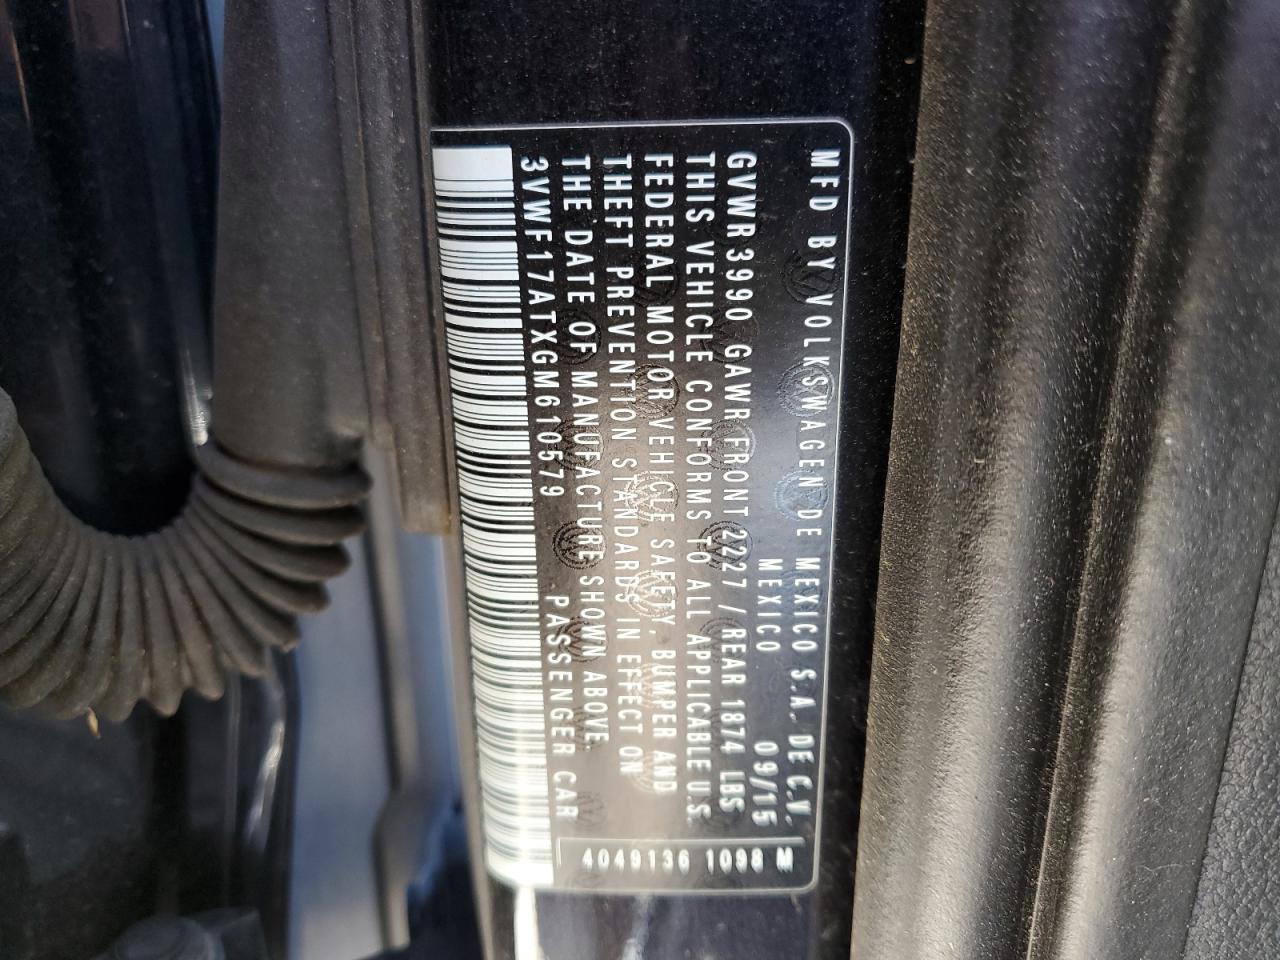 MFD BY VOLKSWAGEN DE MEXICO S.A. DE C.V.
MEXICO 09/15
GVWR 3990 GAWR FRONT 2227 / REAR 1874 LBS
THIS VEHICLE CONFORMS TO ALL APPLICABLE U.S.
FEDERAL MOTOR VEHICLE SAFETY, BUMPER AND
THEFT PREVENTION STANDARDS IN EFFECT ON
THE DATE OF MANUFACTURE SHOWN ABOVE
3VWF17ATXGM610579 PASSENGER CAR
4049136 1098 M